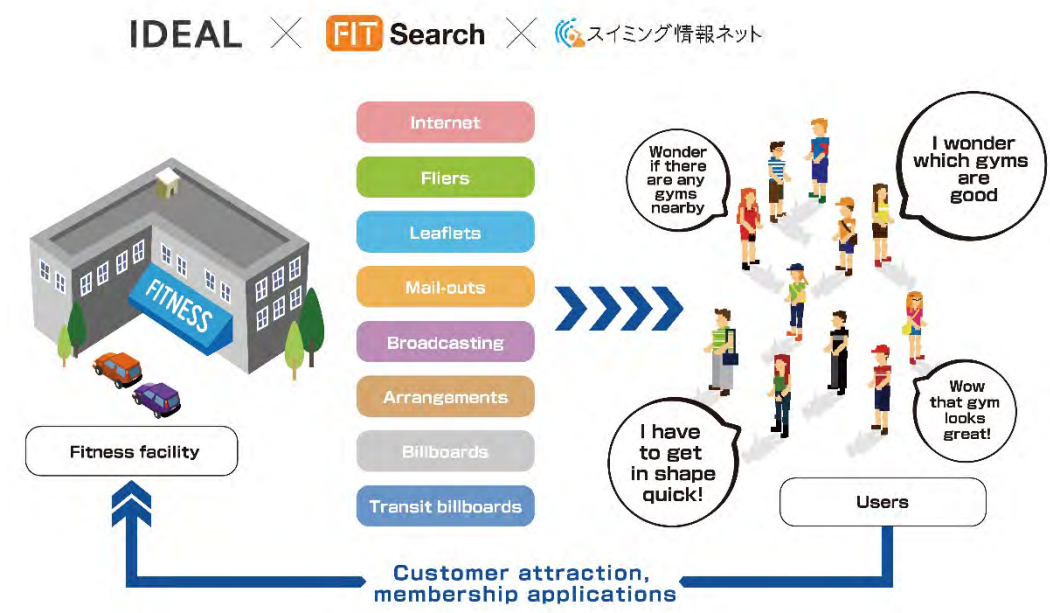 IDEAL × FIT Search × スイミング情報ネット
Internet
Fliers
Leaflets
Mail-outs
Broadcasting
Arrangements
Billboards
Transit billboards
FITNESS
Fitness facility
Wonder
if there
are any
gyms
nearby
I wonder
which gyms
are
good
I have
to get
in shape
quick!
Wow
that gym
looks
great!
Users
Customer attraction,
membership applications